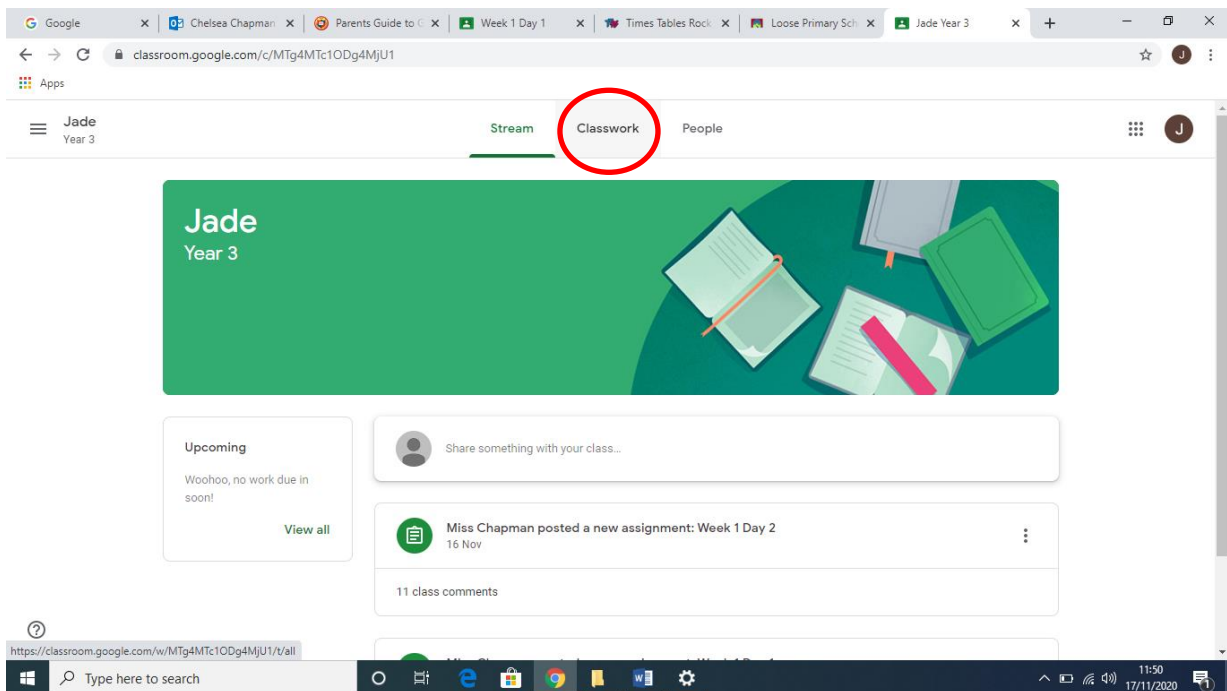 Google
Chelsea Chapman
Parents Guide to G
Week 1 Day 1
Times Tables Rock
Loose Primary Sch
Jade Year 3
classroom.google.com/c/MTg4MTc1ODg4MjU1
J
Apps
Jade
Year 3
Stream
Classwork
People
J
Jade
Year 3
Upcoming
Woohoo, no work due in
soon!
View all
Share something with your class...
Miss Chapman posted a new assignment: Week 1 Day 2
16 Nov
11 class comments
https://classroom.google.com/w/MTg4MTc1ODg4MjU1/t/all
Type here to search
11:50
17/11/2020